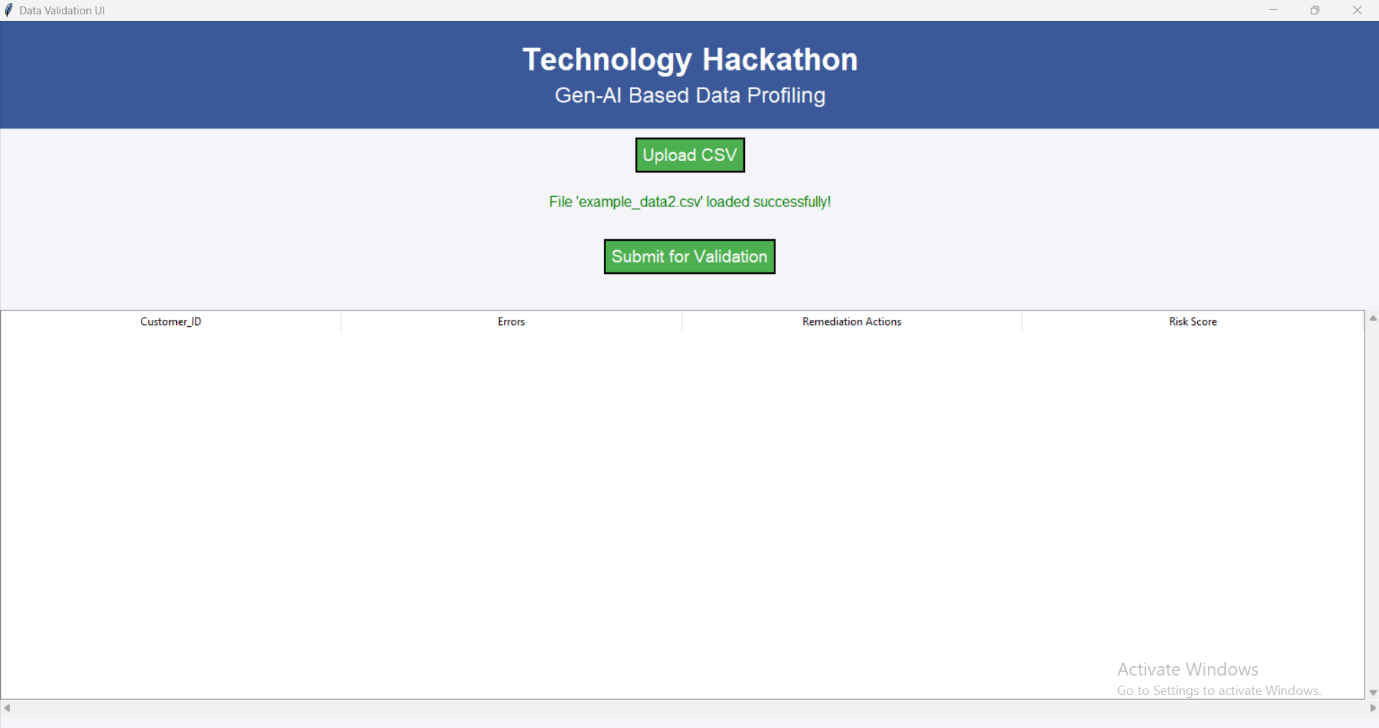 Data Validation UI
Technology Hackathon
Gen-AI Based Data Profiling
Upload CSV
File 'example_data2.csv' loaded successfully!
Submit for Validation
Customer_ID Errors Remediation Actions Risk Score
Activate Windows
Go to Settings to activate Windows.